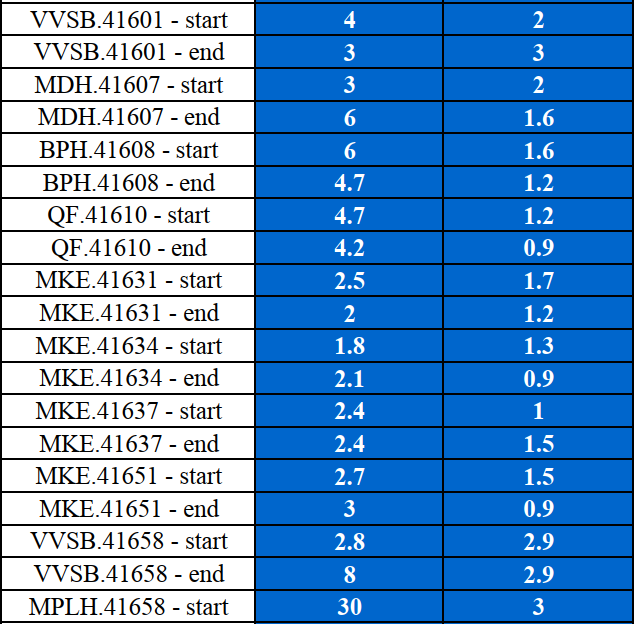 VVSB.41601 - start 4 2
VVSB.41601 - end 3 3
MDH.41607 - start 3 2
MDH.41607 - end 6 1.6
BPH.41608 - start 6 1.6
BPH.41608 - end 4.7 1.2
QF.41610 - start 4.7 1.2
QF.41610 - end 4.2 0.9
MKE.41631 - start 2.5 1.7
MKE.41631 - end 2 1.2
MKE.41634 - start 1.8 1.3
MKE.41634 - end 2.1 0.9
MKE.41637 - start 2.4 1
MKE.41637 - end 2.4 1.5
MKE.41651 - start 2.7 1.5
MKE.41651 - end 3 0.9
VVSB.41658 - start 2.8 2.9
VVSB.41658 - end 8 2.9
MPLH.41658 - start 30 3